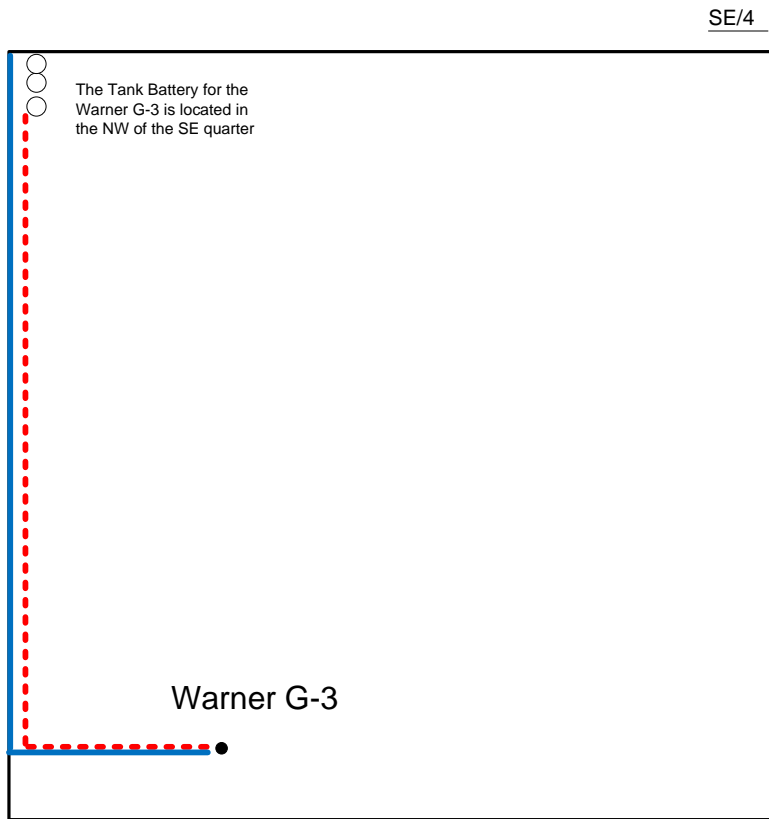 SE/4
The Tank Battery for the
Warner G-3 is located in
the NW of the SE quarter
Warner G-3